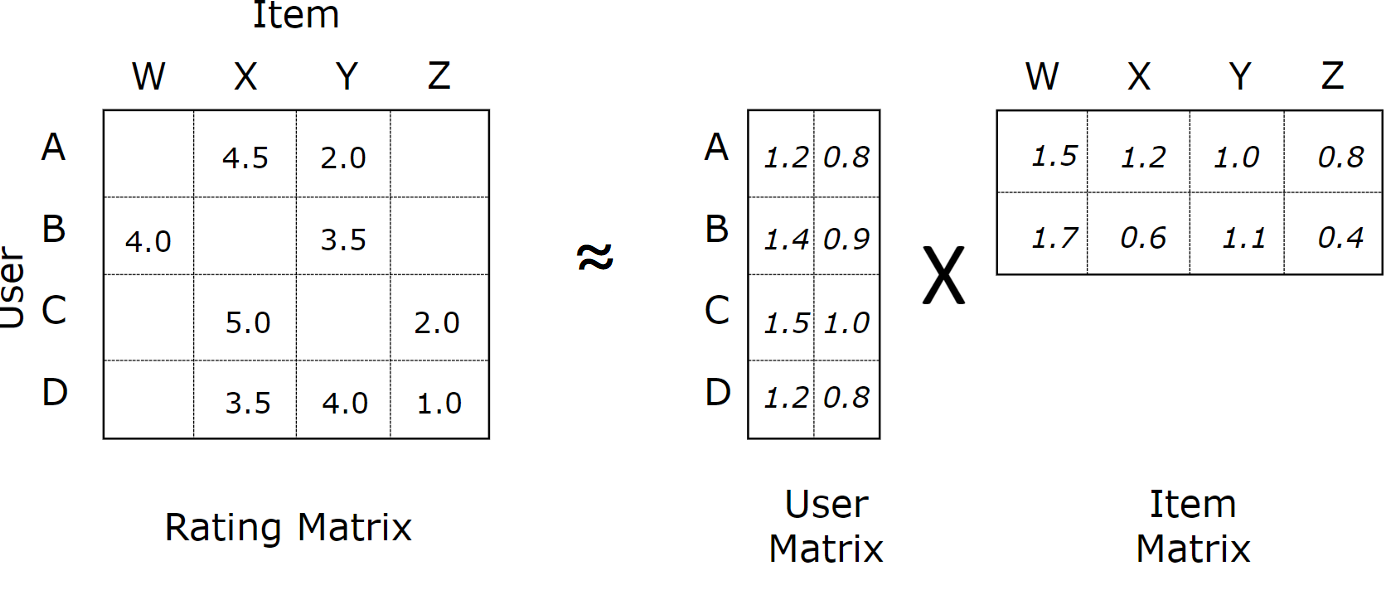 Item
W X Y Z
A 4.5 2.0
B 4.0 3.5
C 5.0 2.0
D 3.5 4.0 1.0
User
Rating Matrix
≈
A 1.2 0.8
B 1.4 0.9
C 1.5 1.0
D 1.2 0.8
User
Matrix
X
W X Y Z
1.5 1.2 1.0 0.8
1.7 0.6 1.1 0.4
Item
Matrix